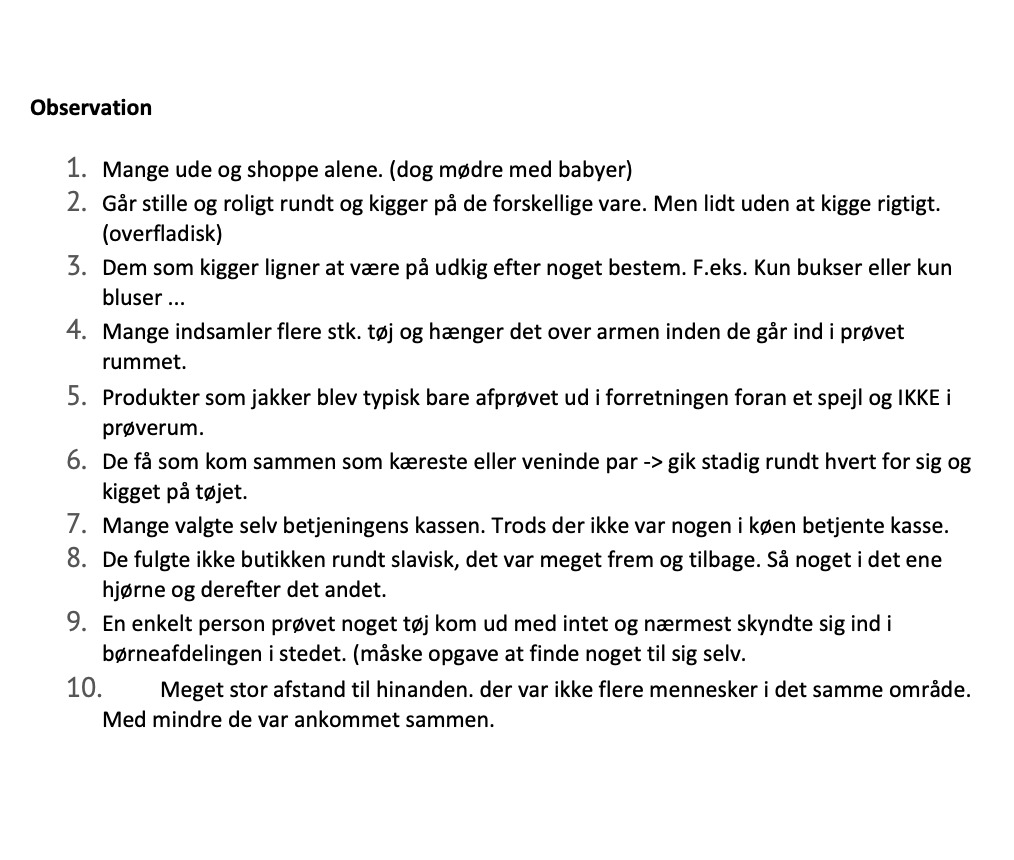 Observation
1. Mange ude og shoppe alene. (dog mødre med babyer)
2. Går stille og roligt rundt og kigger på de forskellige vare. Men lidt uden at kigge rigtigt.
(overfladisk)
3. Dem som kigger ligner at være på udkig efter noget bestem. F.eks. Kun bukser eller kun
bluser ...
4. Mange indsamler flere stk. tøj og hænger det over armen inden de går ind i prøvet
rummet.
5. Produkter som jakker blev typisk bare afprøvet ud i forretningen foran et spejl og IKKE i
prøverum.
6. De få som kom sammen som kæreste eller veninde par -> gik stadig rundt hvert for sig og
kigget på tøjet.
7. Mange valgte selv betjeningens kassen. Trods der ikke var nogen i køen betjente kasse.
8. De fulgte ikke butikken rundt slavisk, det var meget frem og tilbage. Så noget i det ene
hjørne og derefter det andet.
9. En enkelt person prøvet noget tøj kom ud med intet og nærmest skyndte sig ind i
børneafdelingen i stedet. (måske opgave at finde noget til sig selv.
10. Meget stor afstand til hinanden. der var ikke flere mennesker i det samme område.
Med mindre de var ankommet sammen.